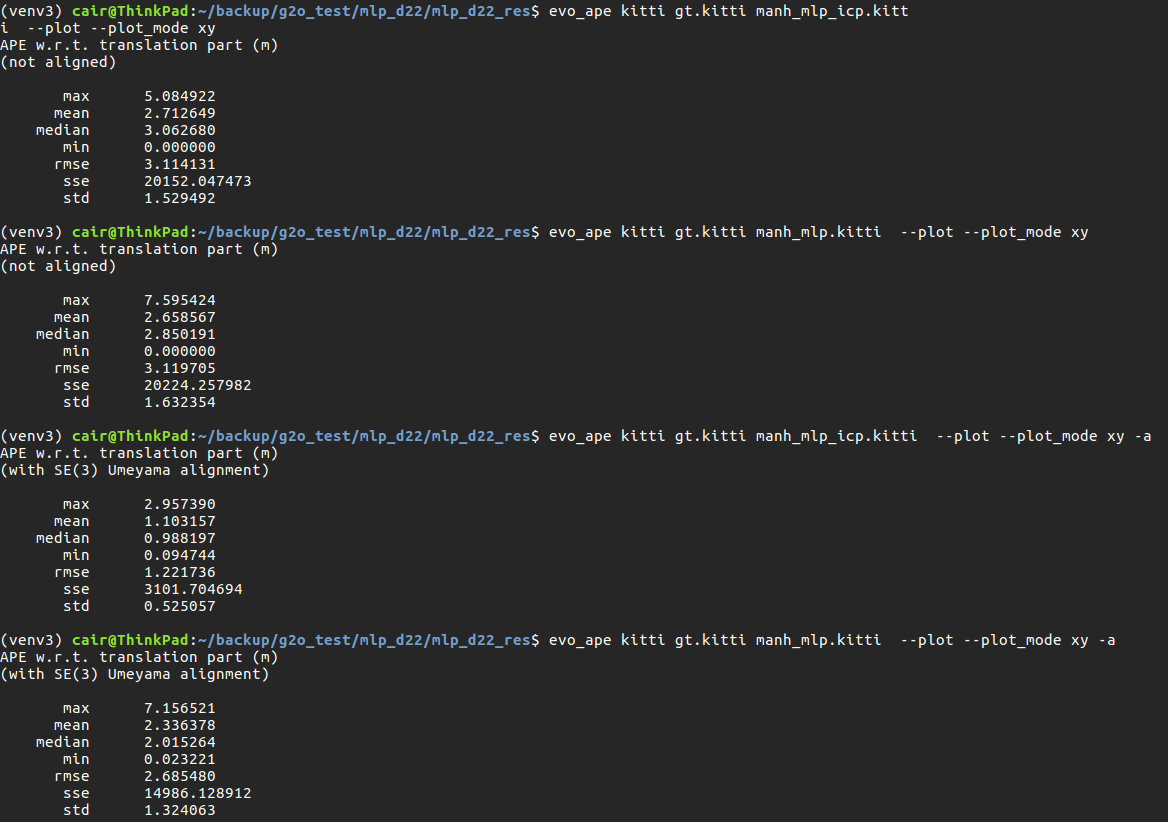 (venv3) cair@ThinkPad:~/backup/g2o_test/mlp_d22/mlp_d22_res$ evo_ape kitti gt.kitti manh_mlp_icp.kitt
i  --plot --plot_mode xy
APE w.r.t. translation part (m)
(not aligned)
max 5.084922
mean 2.712649
median 3.062680
min 0.000000
rmse 3.114131
sse 20152.047473
std 1.529492
(venv3) cair@ThinkPad:~/backup/g2o_test/mlp_d22/mlp_d22_res$ evo_ape kitti gt.kitti manh_mlp.kitti  --plot --plot_mode xy
APE w.r.t. translation part (m)
(not aligned)
max 7.595424
mean 2.658567
median 2.850191
min 0.000000
rmse 3.119705
sse 20224.257982
std 1.632354
(venv3) cair@ThinkPad:~/backup/g2o_test/mlp_d22/mlp_d22_res$ evo_ape kitti gt.kitti manh_mlp_icp.kitti  --plot --plot_mode xy -a
APE w.r.t. translation part (m)
(with SE(3) Umeyama alignment)
max 2.957390
mean 1.103157
median 0.988197
min 0.094744
rmse 1.221736
sse 3101.704694
std 0.525057
(venv3) cair@ThinkPad:~/backup/g2o_test/mlp_d22/mlp_d22_res$ evo_ape kitti gt.kitti manh_mlp.kitti  --plot --plot_mode xy -a
APE w.r.t. translation part (m)
(with SE(3) Umeyama alignment)
max 7.156521
mean 2.336378
median 2.015264
min 0.023221
rmse 2.685480
sse 14986.128912
std 1.324063